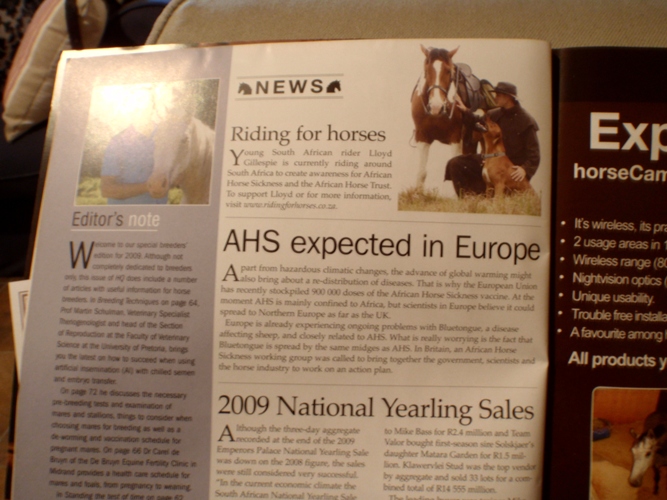 NEWS
Riding for horses
Young South African rider Lloyd
Gillespie is currently riding around
South Africa to create awareness for African
Horse Sickness and the African Horse Trust.
To support Lloyd or for more information,
visit www.ridingforhorses.co.za.
Editor's note
Welcome to our special breeders'
edition for 2009. Although not
completely dedicated to breeders
only, this issue of HQ does include a number
of articles with useful information for horse
breeders. In Breeding Techniques on page 64,
Prof Martin Schulman, Veterinary Specialist
Theriogenologist and head of the Section
of Reproduction at the Faculty of Veterinary
Science at the University of Pretoria, brings
you the latest on how to succeed when using
artificial insemination (AI) with chilled semen
and embryo transfer.
On page 72 he discusses the necessary
pre-breeding tests and examination of
mares and stallions, things to consider when
choosing mares for breeding as well as a
de-worming and vaccination schedule for
pregnant mares. On page 66 Dr Carel de
Bruyn of the De Bruyn Equine Fertility Clinic in
Midrand provides a health care schedule for
mares and foals, from pregnancy to weaning.
In Standing the test of time on page 82
AHS expected in Europe
Apart from hazardous climatic changes, the advance of global warming might
also bring about a re-distribution of diseases. That is why the European Union
has recently stockpiled 900 000 doses of the African Horse Sickness vaccine. At the
moment AHS is mainly confined to Africa, but scientists in Europe believe it could
spread to Northern Europe as far as the UK.
Europe is already experiencing ongoing problems with Bluetongue, a disease
affecting sheep, and closely related to AHS. What is really worrying is the fact that
Bluetongue is spread by the same midges as AHS. In Britain, an African Horse
Sickness working group was called to bring together the government, scientists and
the horse industry to work on an action plan.
2009 National Yearling Sales
Although the three-day aggregate
recorded at the end of the 2009
Emperors Palace National Yearling Sale
was down on the 2008 figure, the sales
were still considered very successful.
"In the current economic climate the
South African National Yearling Sale
to Mike Bass for R2.4 million and Team
Valor bought first-season sire Solskjaer's
daughter Matara Garden for R1.5 mil-
lion. Klawervlei Stud was the top vendor
by aggregate and sold 33 lots for a com-
bined total of R14 555 million.
Exp
horseCam
• It's wireless, its pra
• 2 usage areas in
• Wireless range (80
• Nightvision optics (
• Unique usability.
• Trouble free installa
• A favourite among
All products y